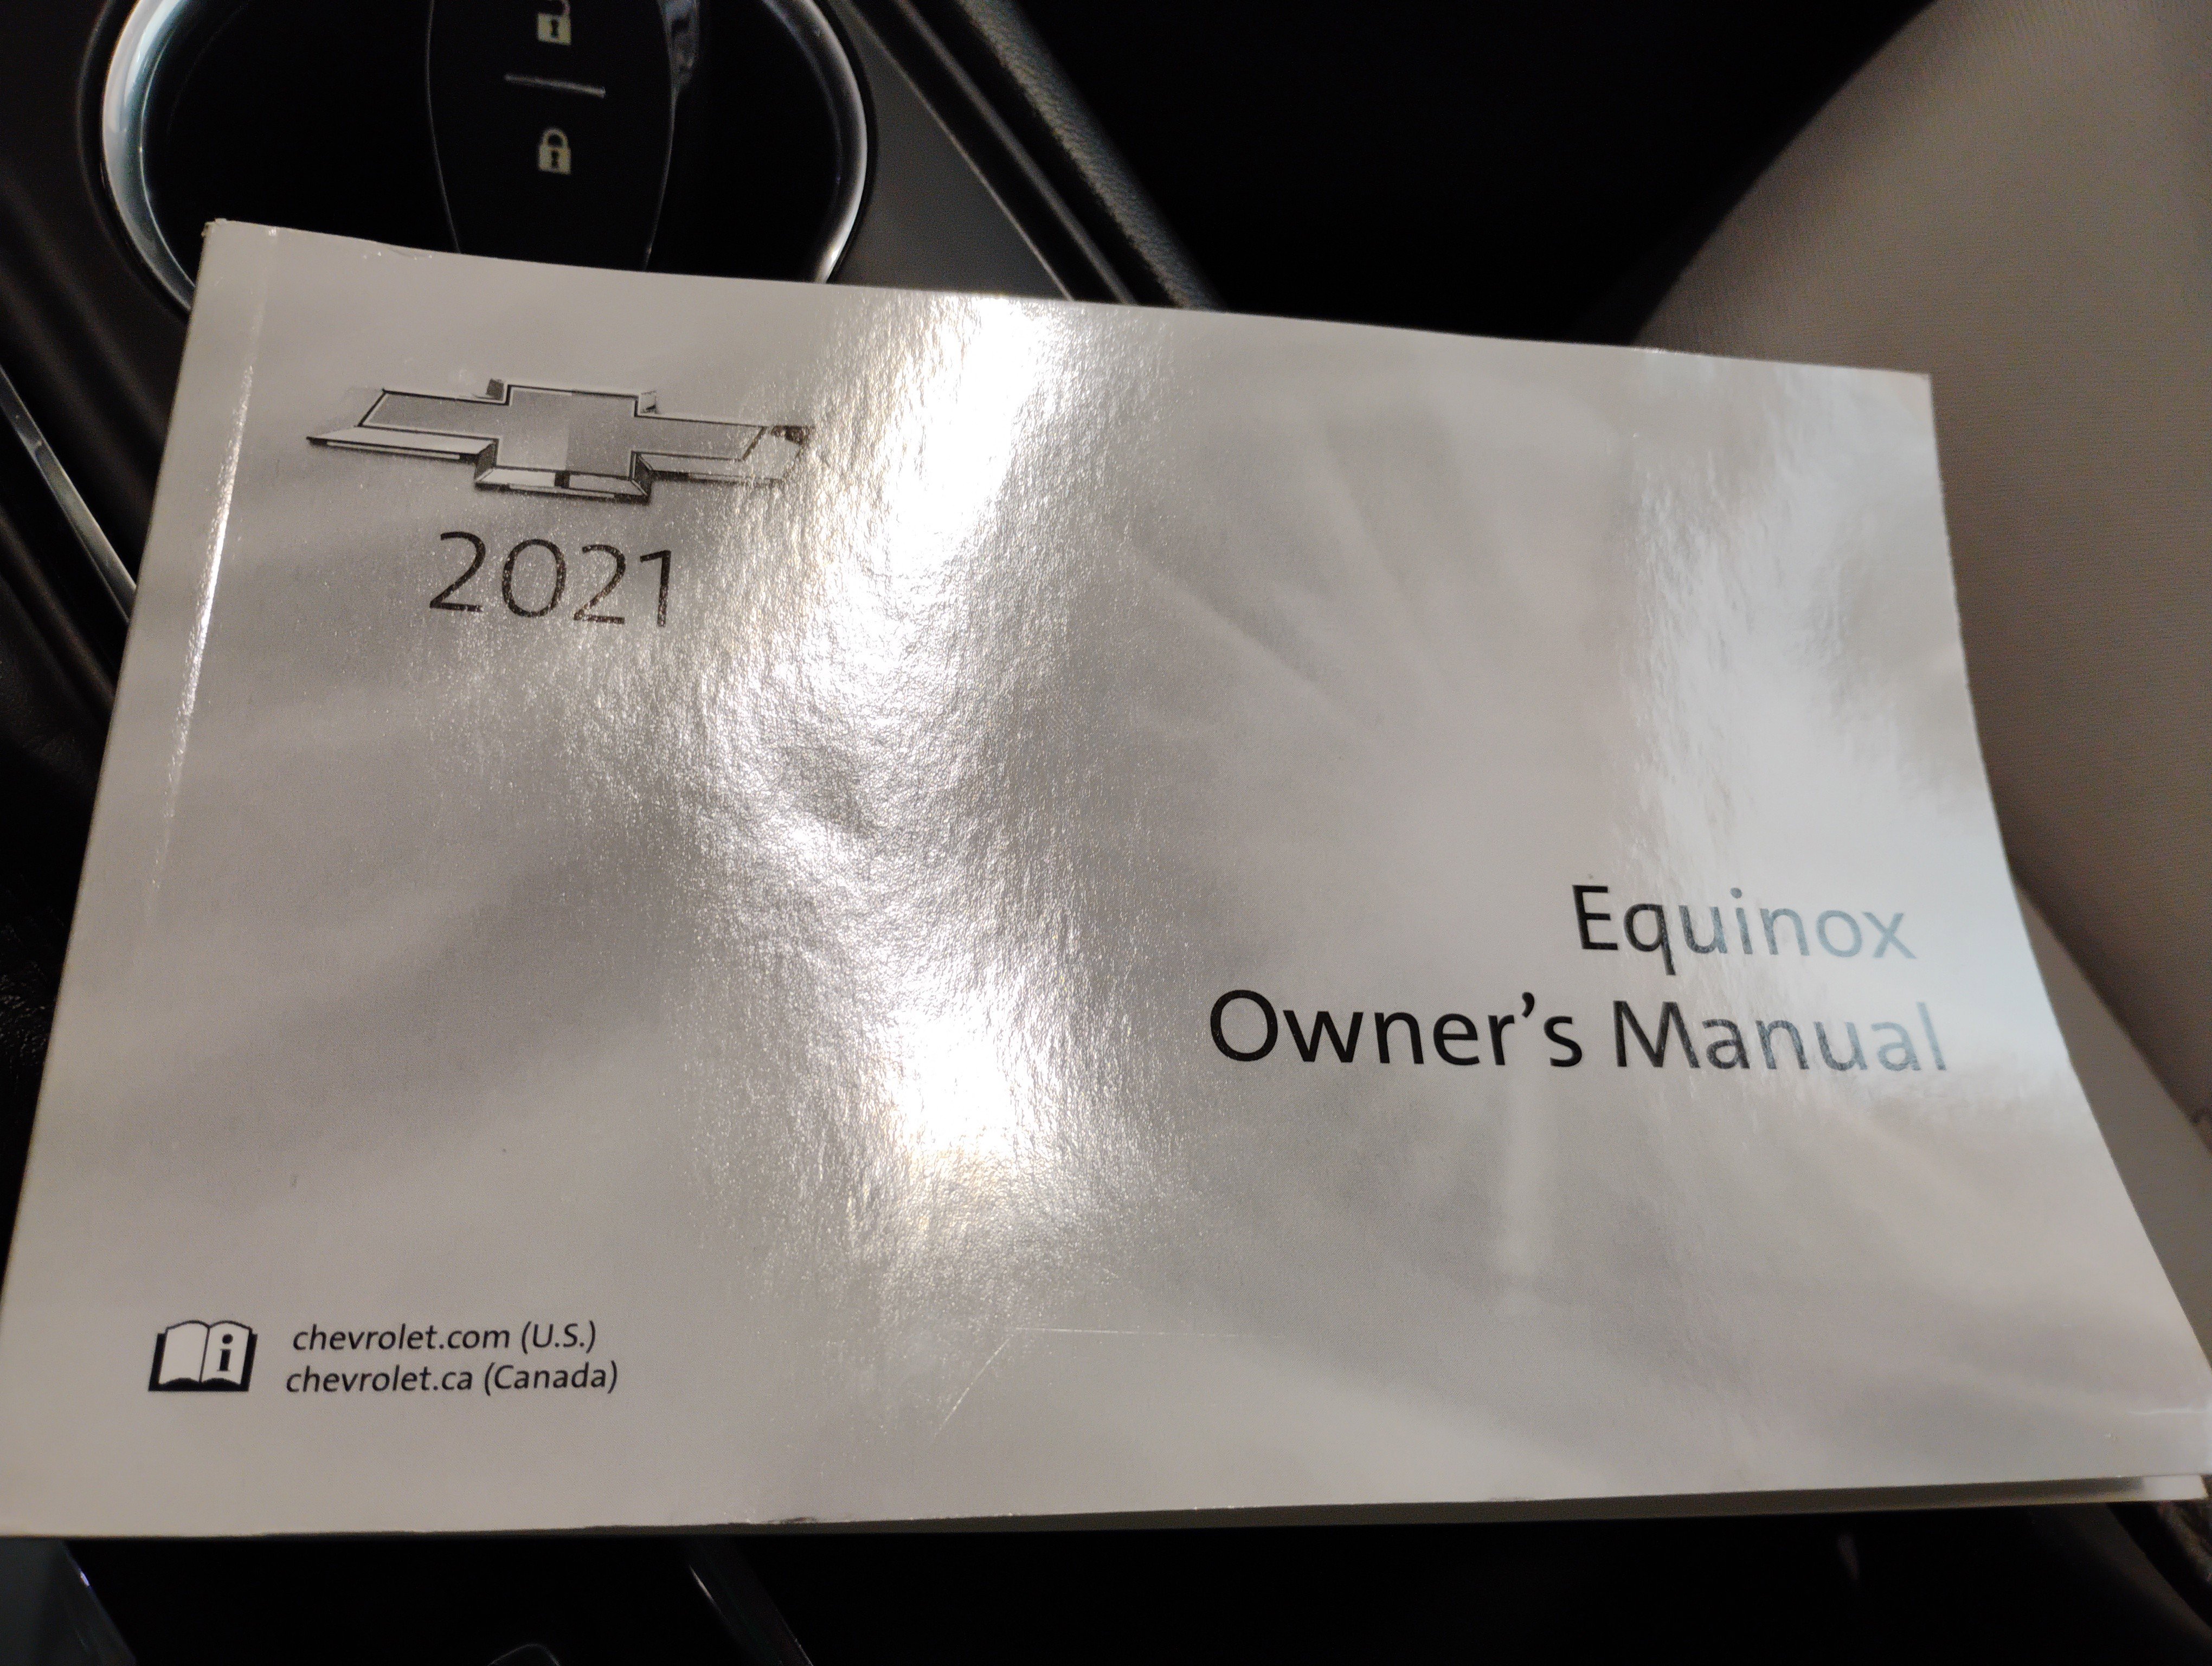 2021
Equinox
Owner's Manual
chevrolet.com (U.S.)
chevrolet.ca (Canada)